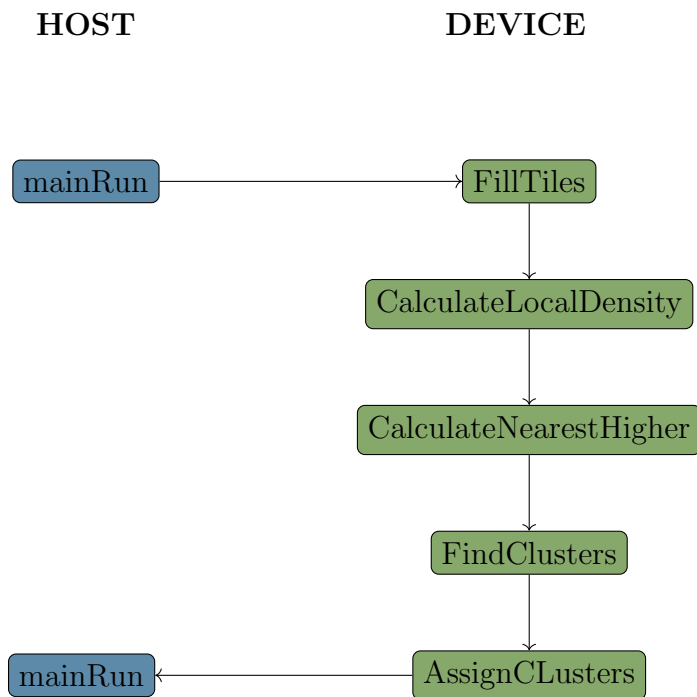 HOST DEVICE
mainRun FillTiles
CalculateLocalDensity
CalculateNearestHigher
FindClusters
mainRun AssignCLusters